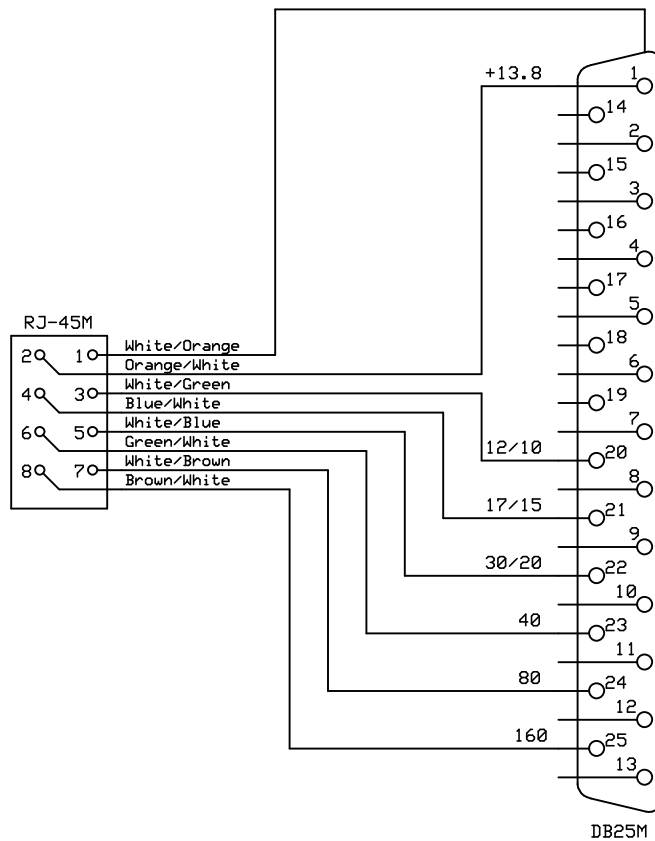 +13.8 1
14
2
15
3
16
4
17
5
RJ-45M
18
2 1 White/Orange
Orange/White
6
4 3 White/Green
Blue/White
19
6 5 White/Blue
7
Green/White
12/10 20
8 7 White/Brown
Brown/White
8
17/15 21
9
30/20 22
10
40 23
11
80 24
12
160 25
13
DB25M